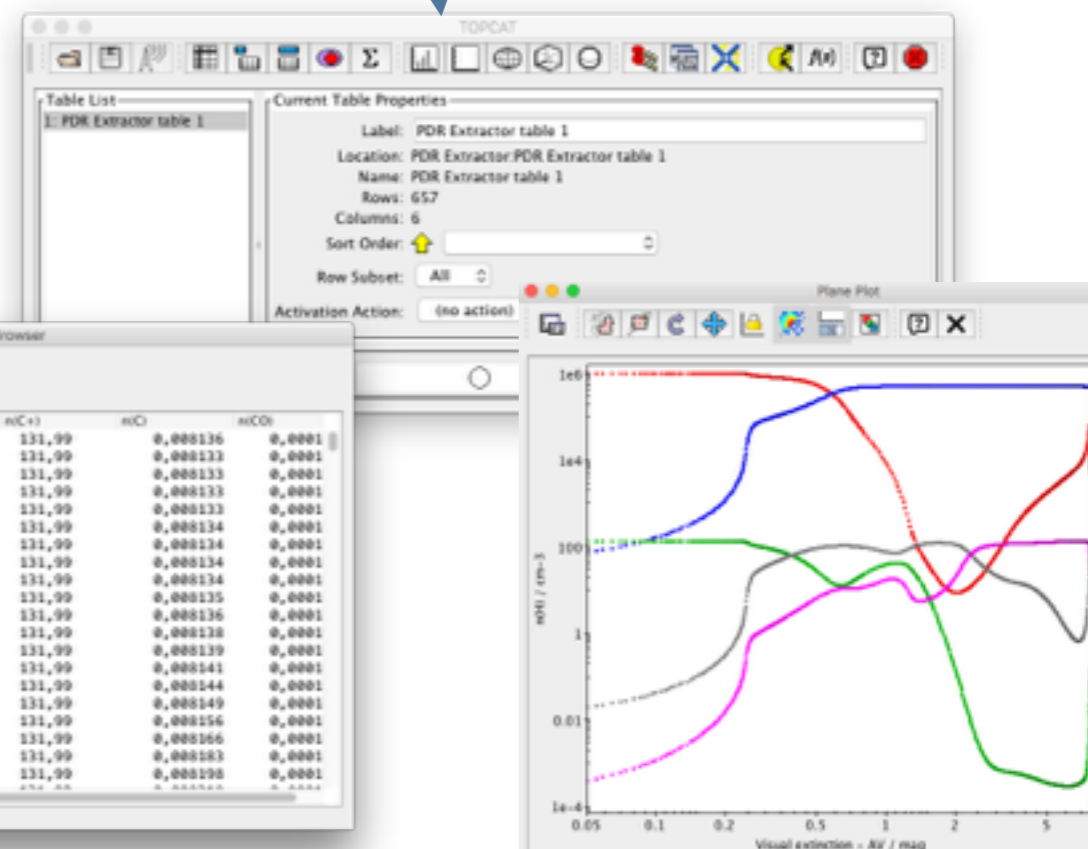 TOPCAT
Σ
f(x)
Table List
1: PDR Extractor table 1
Current Table Properties
Label: PDR Extractor table 1
Location: PDR Extractor:PDR Extractor table 1
Name: PDR Extractor table 1
Rows: 657
Columns: 6
Sort Order:
Row Subset: All
Activation Action: (no action)
rowser
n(C+) n(C) n(CO)
131,99 0,008136 0,0001
131,99 0,008133 0,0001
131,99 0,008133 0,0001
131,99 0,008133 0,0001
131,99 0,008133 0,0001
131,99 0,008134 0,0001
131,99 0,008134 0,0001
131,99 0,008134 0,0001
131,99 0,008134 0,0001
131,99 0,008135 0,0001
131,99 0,008136 0,0001
131,99 0,008138 0,0001
131,99 0,008139 0,0001
131,99 0,008141 0,0001
131,99 0,008144 0,0001
131,99 0,008149 0,0001
131,99 0,008156 0,0001
131,99 0,008166 0,0001
131,99 0,008183 0,0001
131,99 0,008198 0,0001
Plane Plot
1e6
1e4
100
1
0.01
1e-4
n(H) / cm-3
0.05 0.1 0.2 0.5 1 2 5
Visual extinction - AV / mag